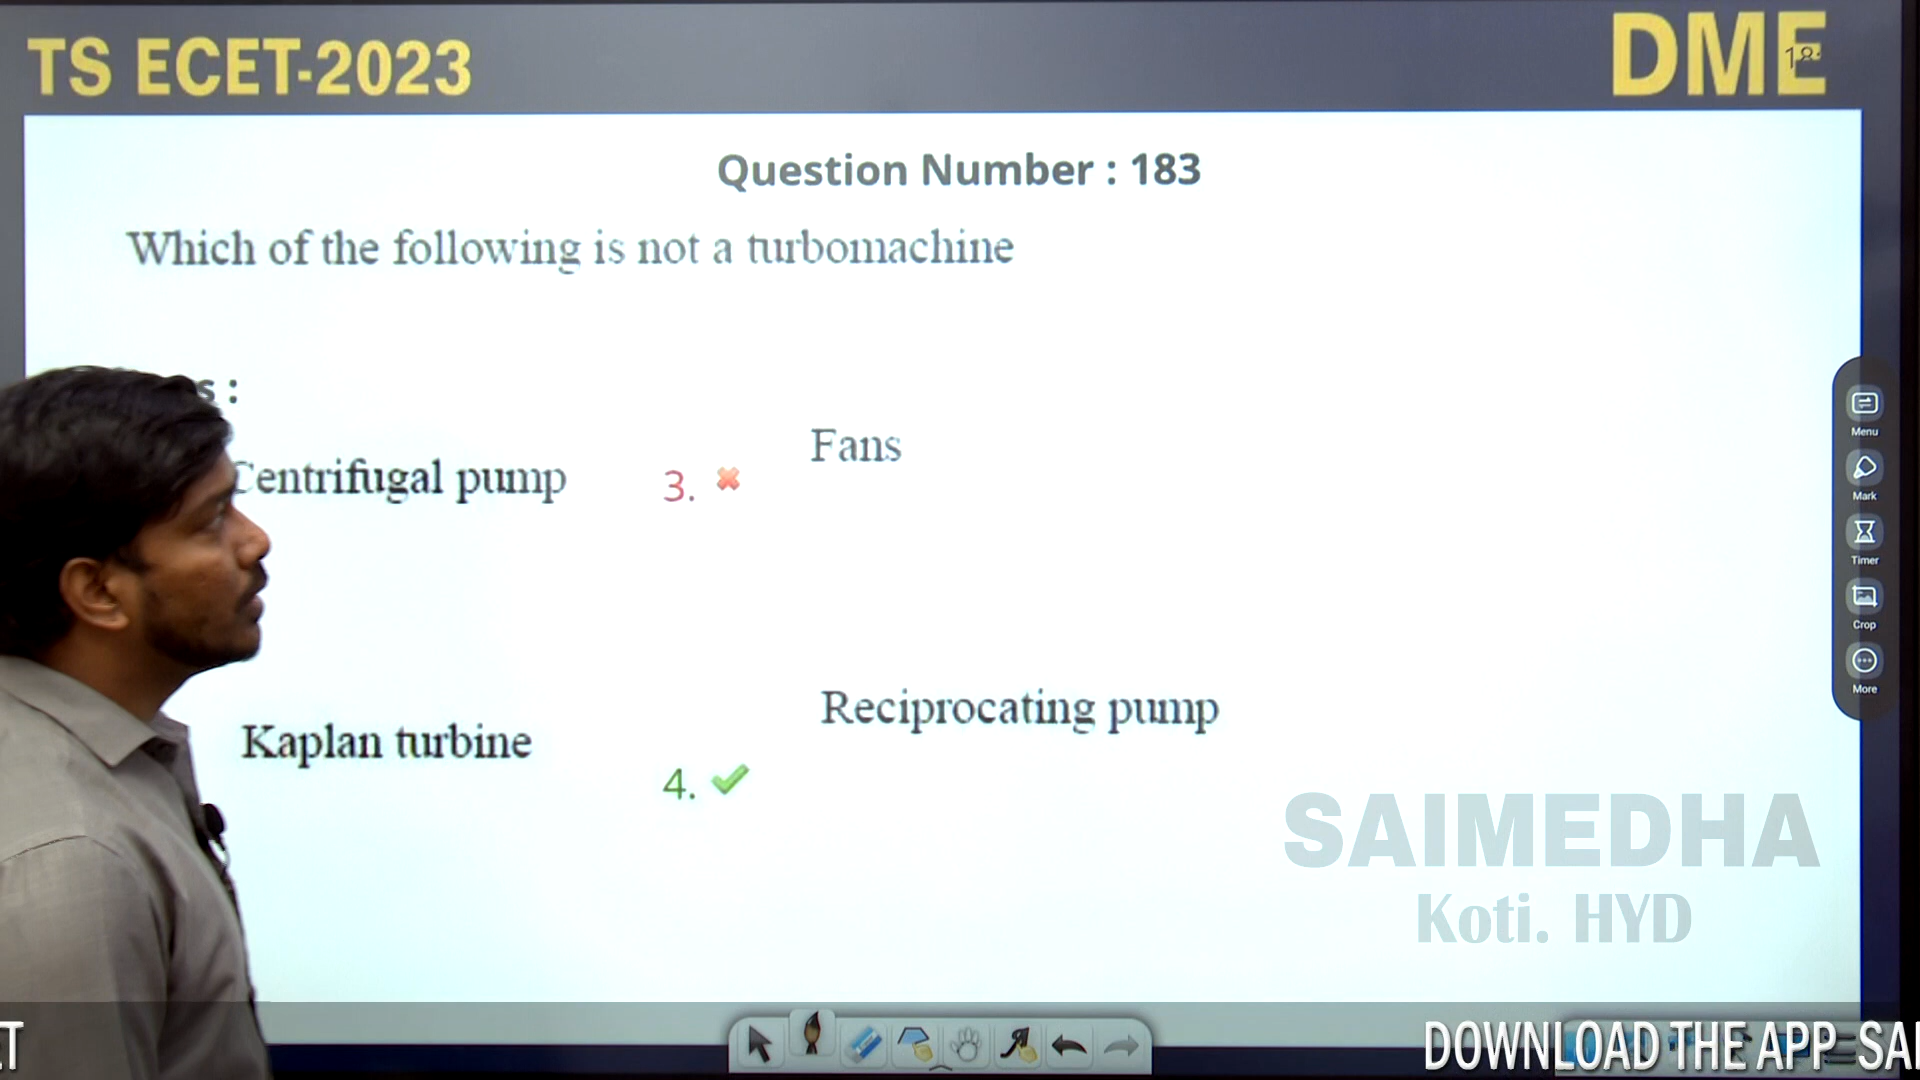 TS ECET-2023
DME
Question Number : 183
Which of the following is not a turbomachine
s :
Centrifugal pump
3.
Fans
Kaplan turbine
4.
Reciprocating pump
SAIMEDHA
Koti. HYD
Menu
Mark
Timer
Crop
More
DOWNLOAD THE APP SAI